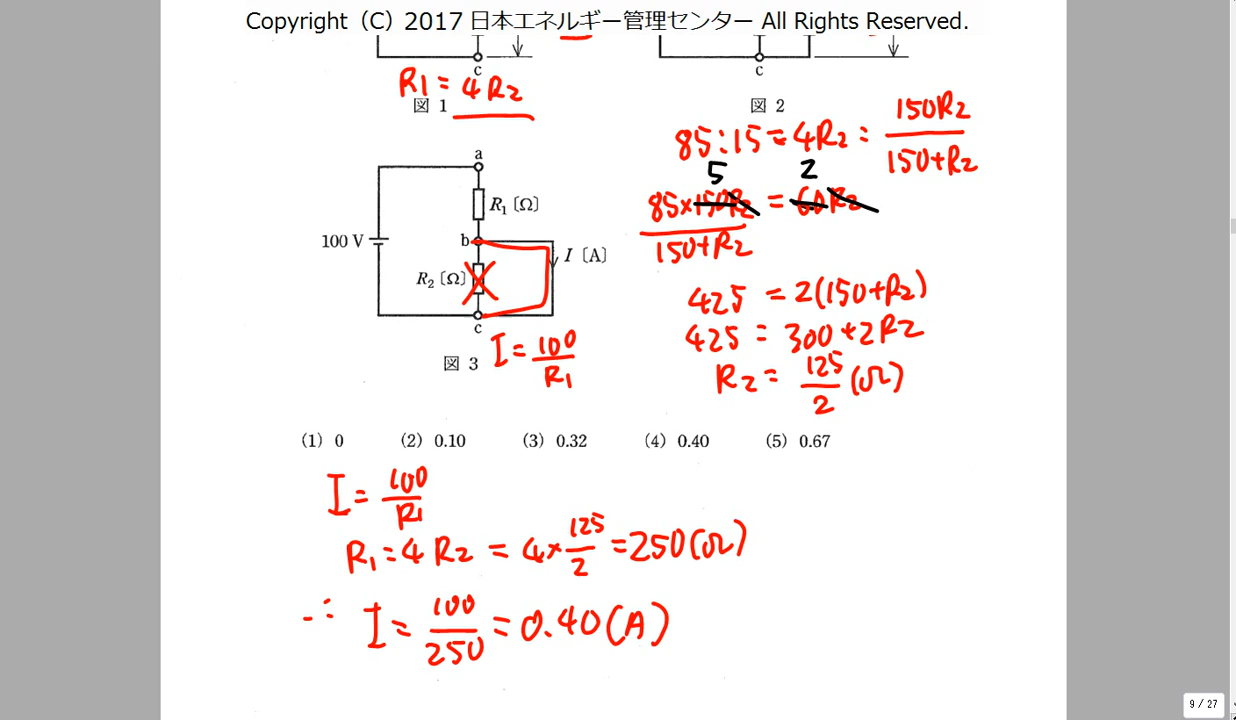 Copyright（C）2017 日本エネルギー管理センター All Rights Reserved.
c
c
R1 = 4R2
図 1
図 2
85:15 = 4R2 : 150R2 / 150+R2
5 2
85×150R2 / 150+R2 = 60R2
a
R₁〔Ω〕
100 V
b
I〔A〕
R₂〔Ω〕
c
図 3
I = 100 / R1
425 = 2(150+R2)
425 = 300+2R2
R2 = 125 / 2 (Ω)
(1) 0 (2) 0.10 (3) 0.32 (4) 0.40 (5) 0.67
I = 100 / R1
R1 = 4R2 = 4× 125 / 2 = 250(Ω)
∴ I = 100 / 250 = 0.40(A)
9 / 27